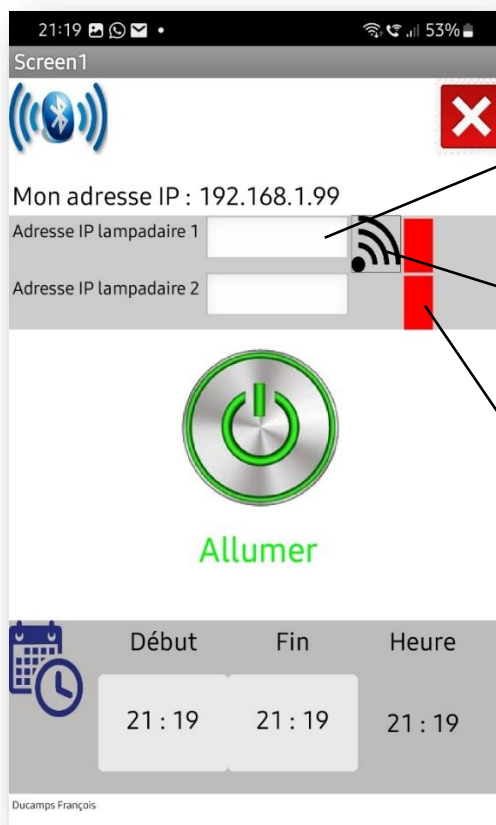 21:19
53%
Screen1
Mon adresse IP : 192.168.1.99
Adresse IP lampadaire 1
Adresse IP lampadaire 2
Allumer
Début Fin Heure
21 : 19 21 : 19 21 : 19
Ducamps François